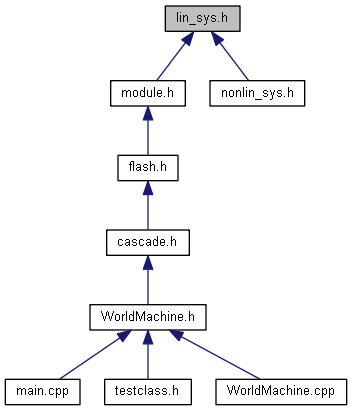 lin_sys.h
module.h
nonlin_sys.h
flash.h
cascade.h
WorldMachine.h
main.cpp
testclass.h
WorldMachine.cpp